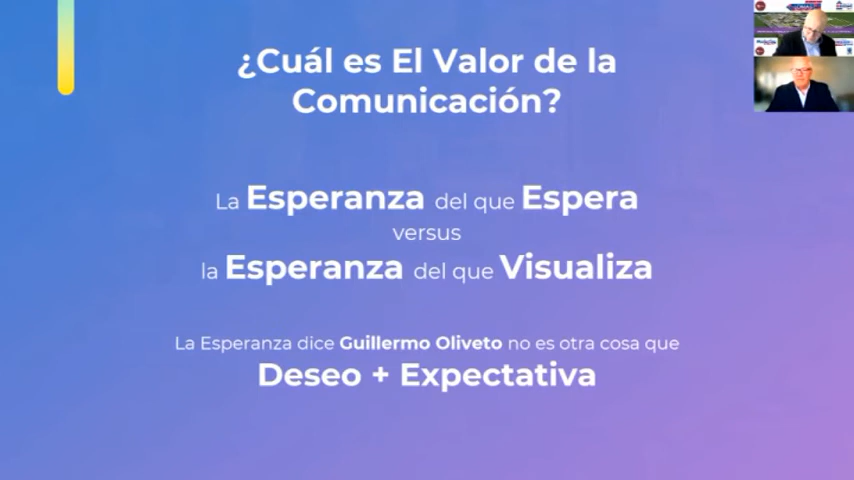 ¿Cuál es El Valor de la
Comunicación?
La Esperanza del que Espera
versus
la Esperanza del que Visualiza
La Esperanza dice Guillermo Oliveto no es otra cosa que
Deseo + Expectativa